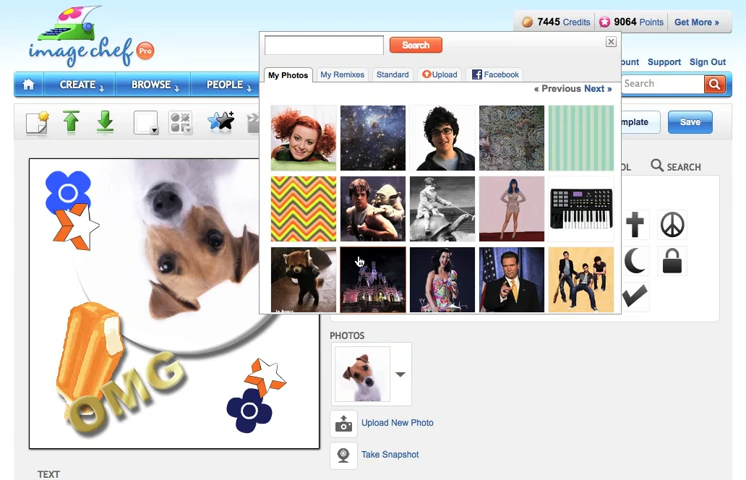 7445 Credits
9064 Points
Get More »
image chef Pro
Search
ount Support Sign Out
My Photos
My Remixes
Standard
Upload
Facebook
CREATE
BROWSE
PEOPLE
Search
« Previous Next »
mplate
Save
OL
SEARCH
OMG
PHOTOS
Upload New Photo
Take Snapshot
TEXT